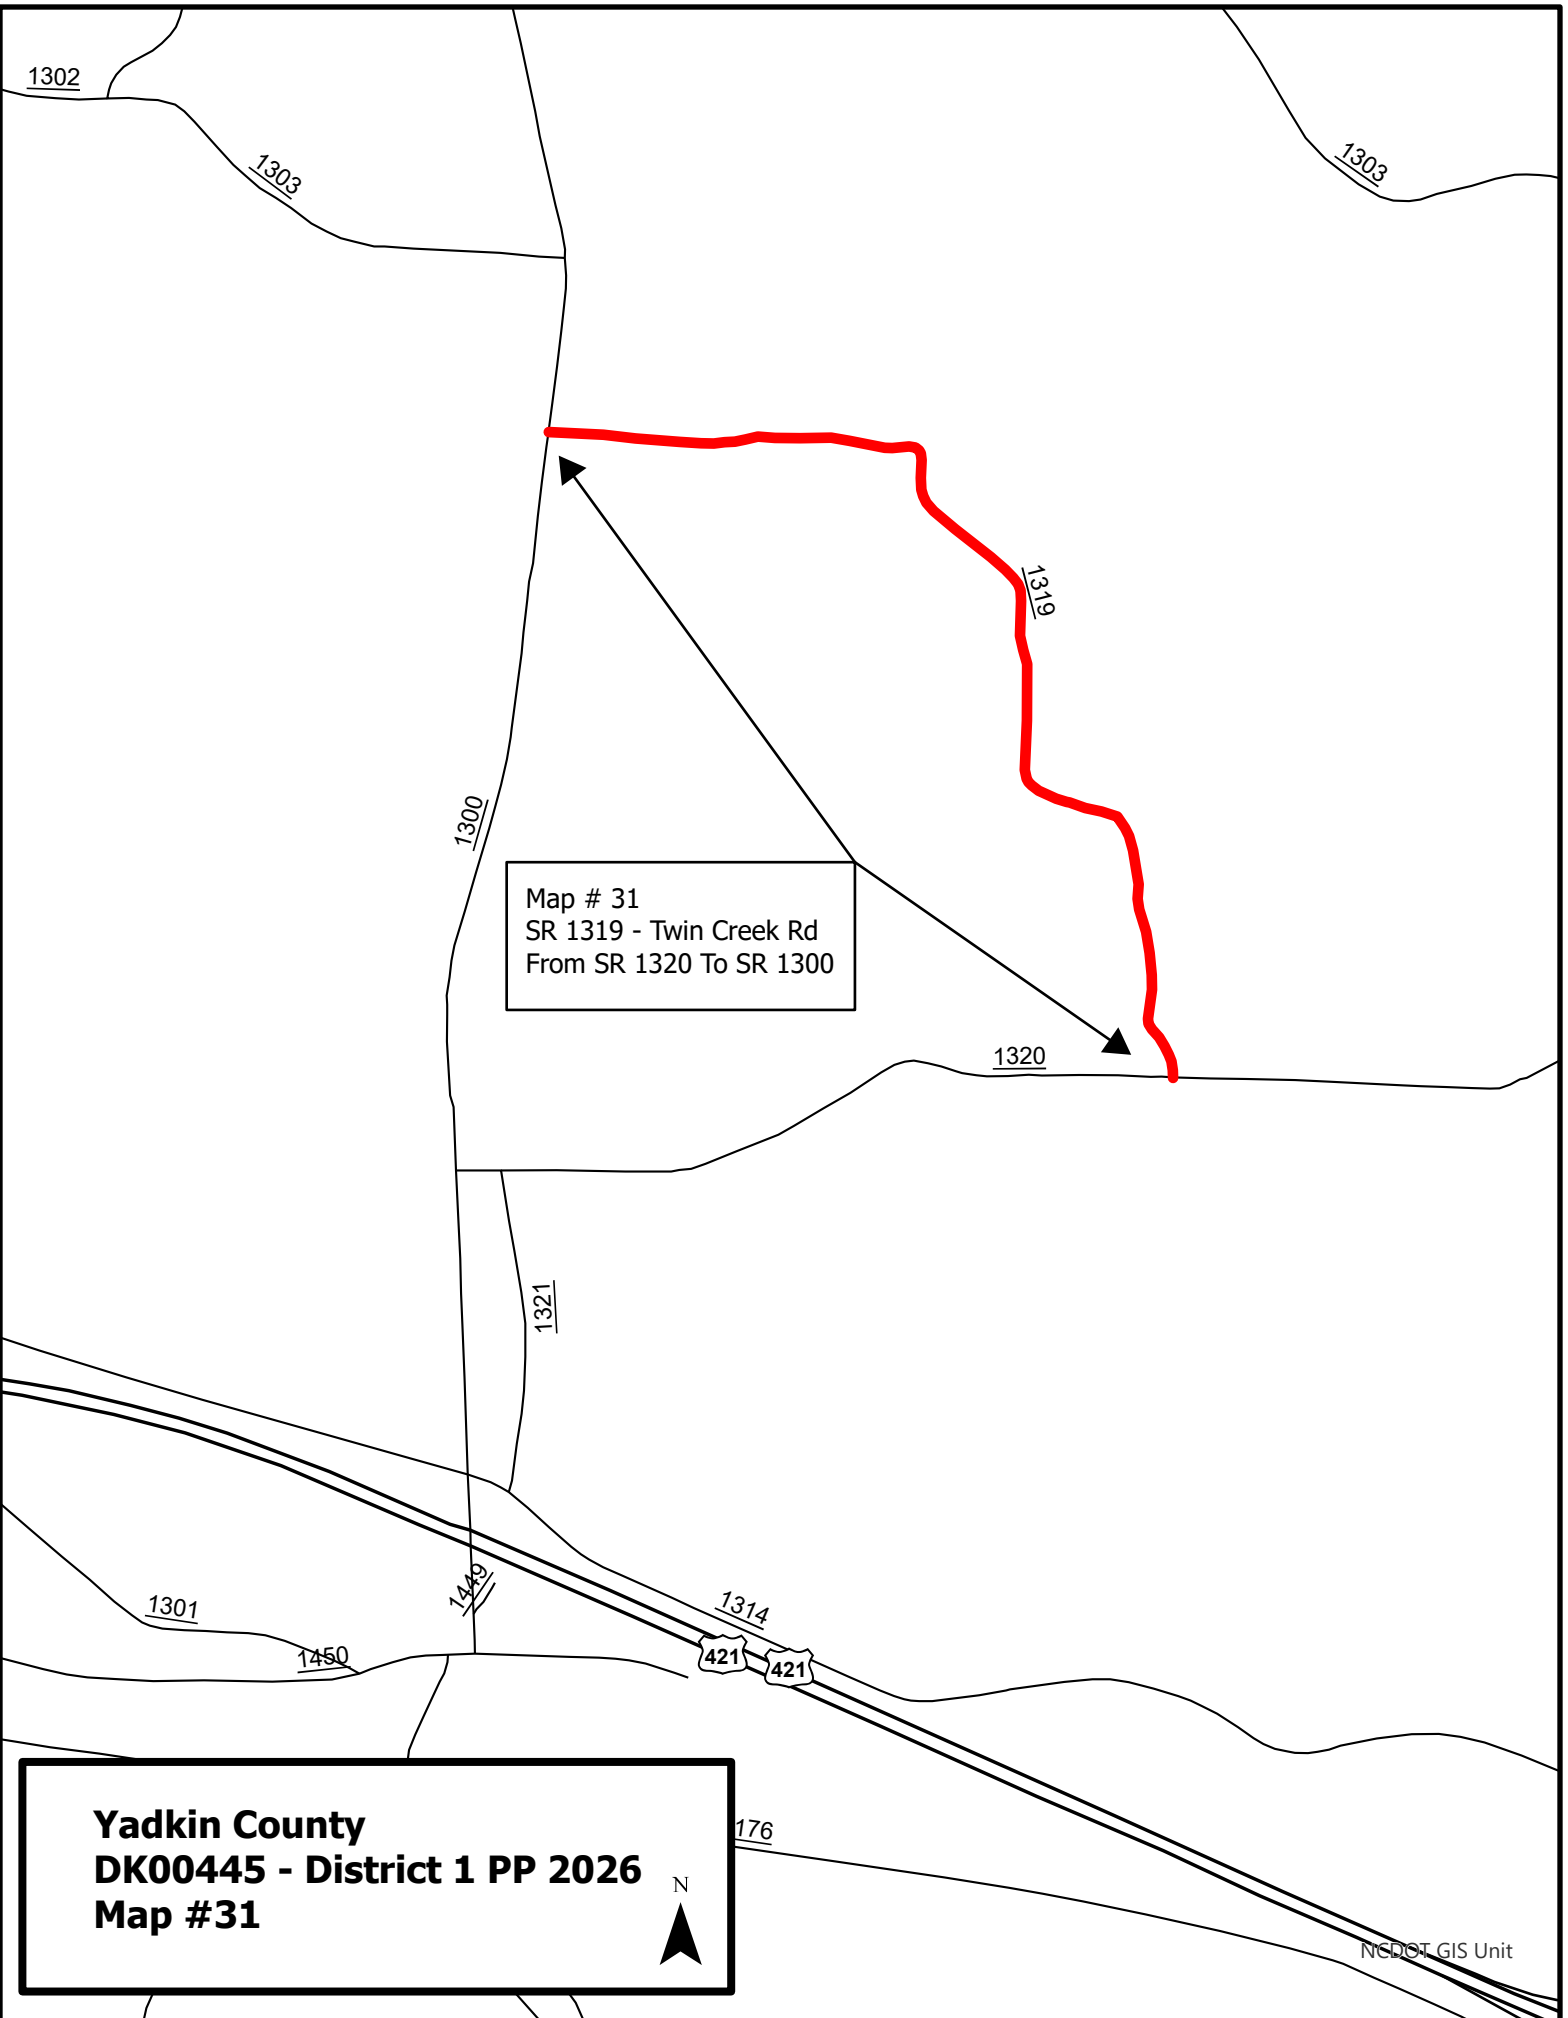 1302
1303
1303
1319
1300
Map # 31
SR 1319 - Twin Creek Rd
From SR 1320 To SR 1300
1320
1321
1449
1301
1314
1450
421
421
176
Yadkin County
DK00445 - District 1 PP 2026
Map #31
N
NCDOT GIS Unit